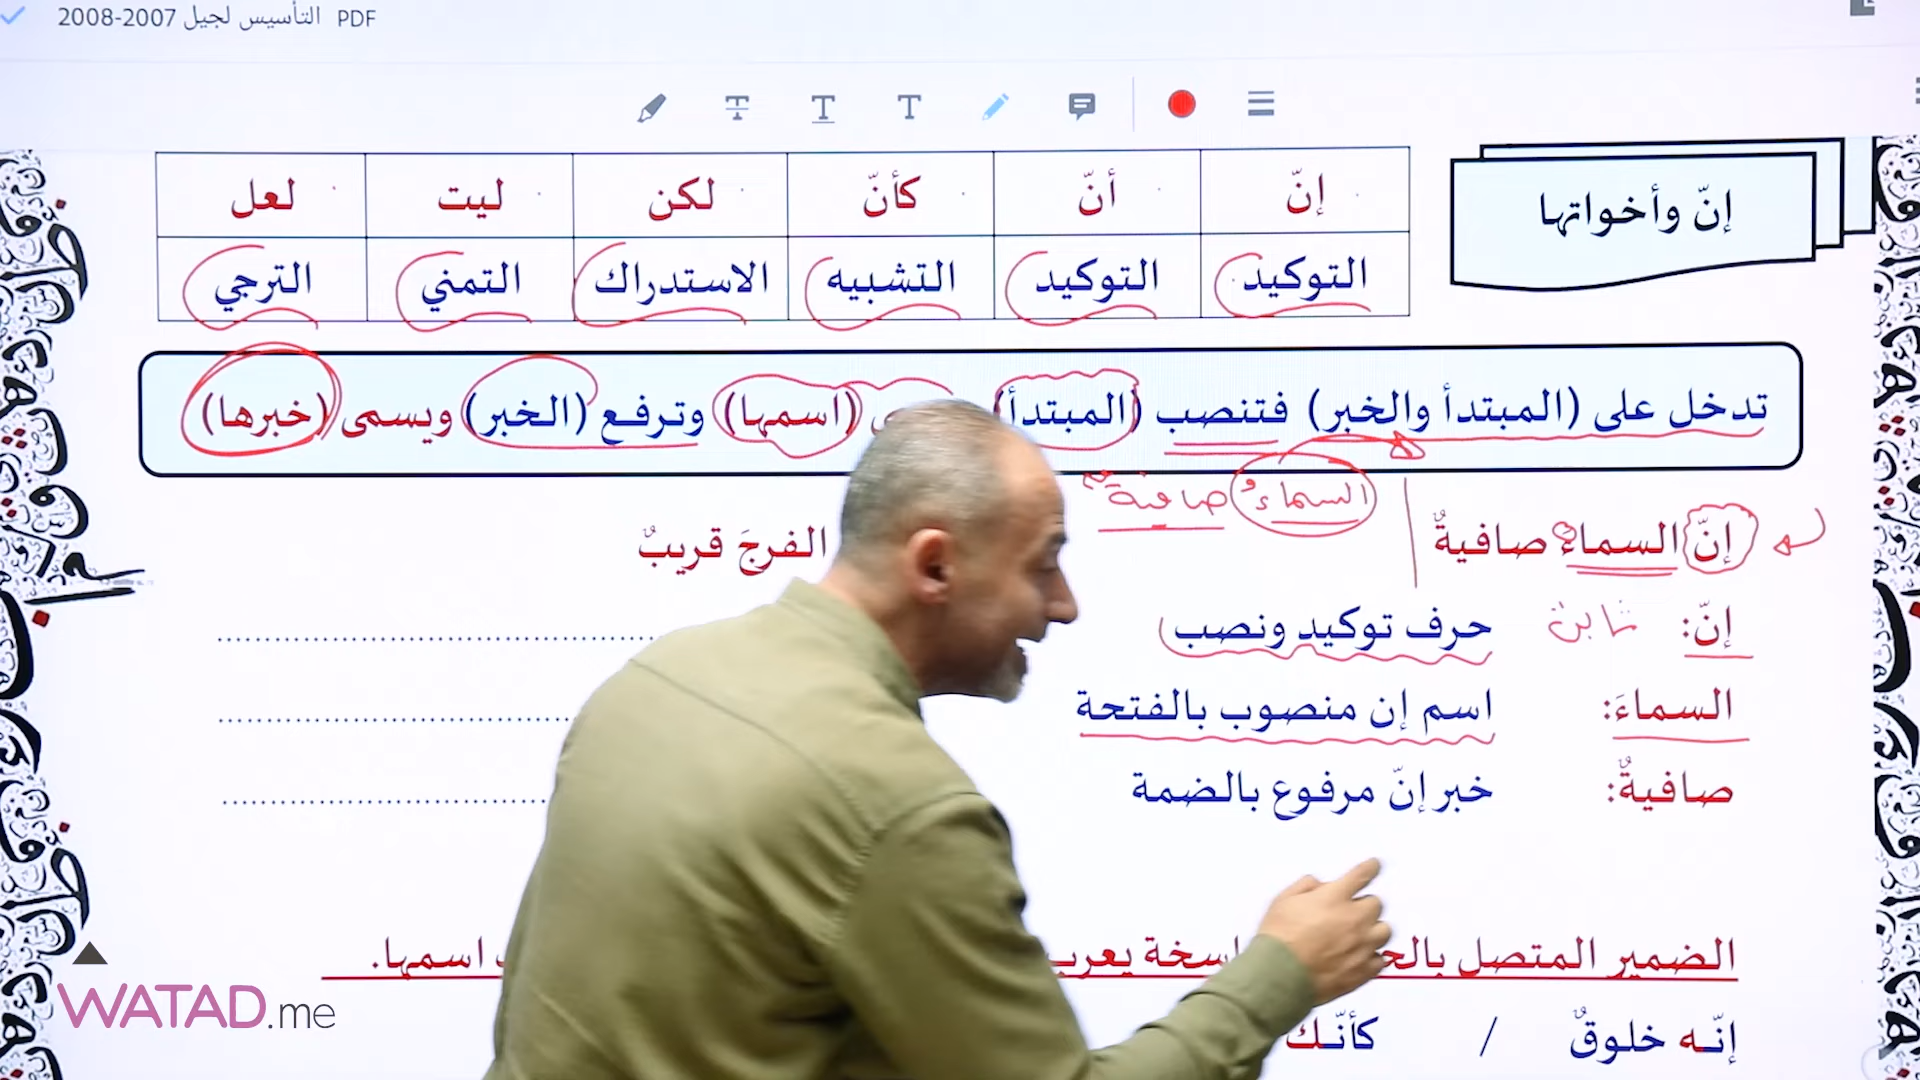 التأسيس لجيل 2007-2008 PDF
إنّ وأخواتها
إنّ أنّ كأنّ لكن ليت لعل
التوكيد التوكيد التشبيه الاستدراك التمني الترجي
تدخل على (المبتدأ والخبر) فتنصب (المبتدأ) (اسمها) وترفع (الخبر) ويسمى (خبرها)
السماءُ صافيةٌ
إنّ السماءَ صافيةٌ
الفرجَ قريبٌ
إنّ: ثابت حرف توكيد ونصب
السماءَ: اسم إن منصوب بالفتحة
صافيةٌ: خبر إنّ مرفوع بالضمة
الضمير المتصل يعرب اسمها.
إنّه خلوقٌ / كأنّك
WATAD.me